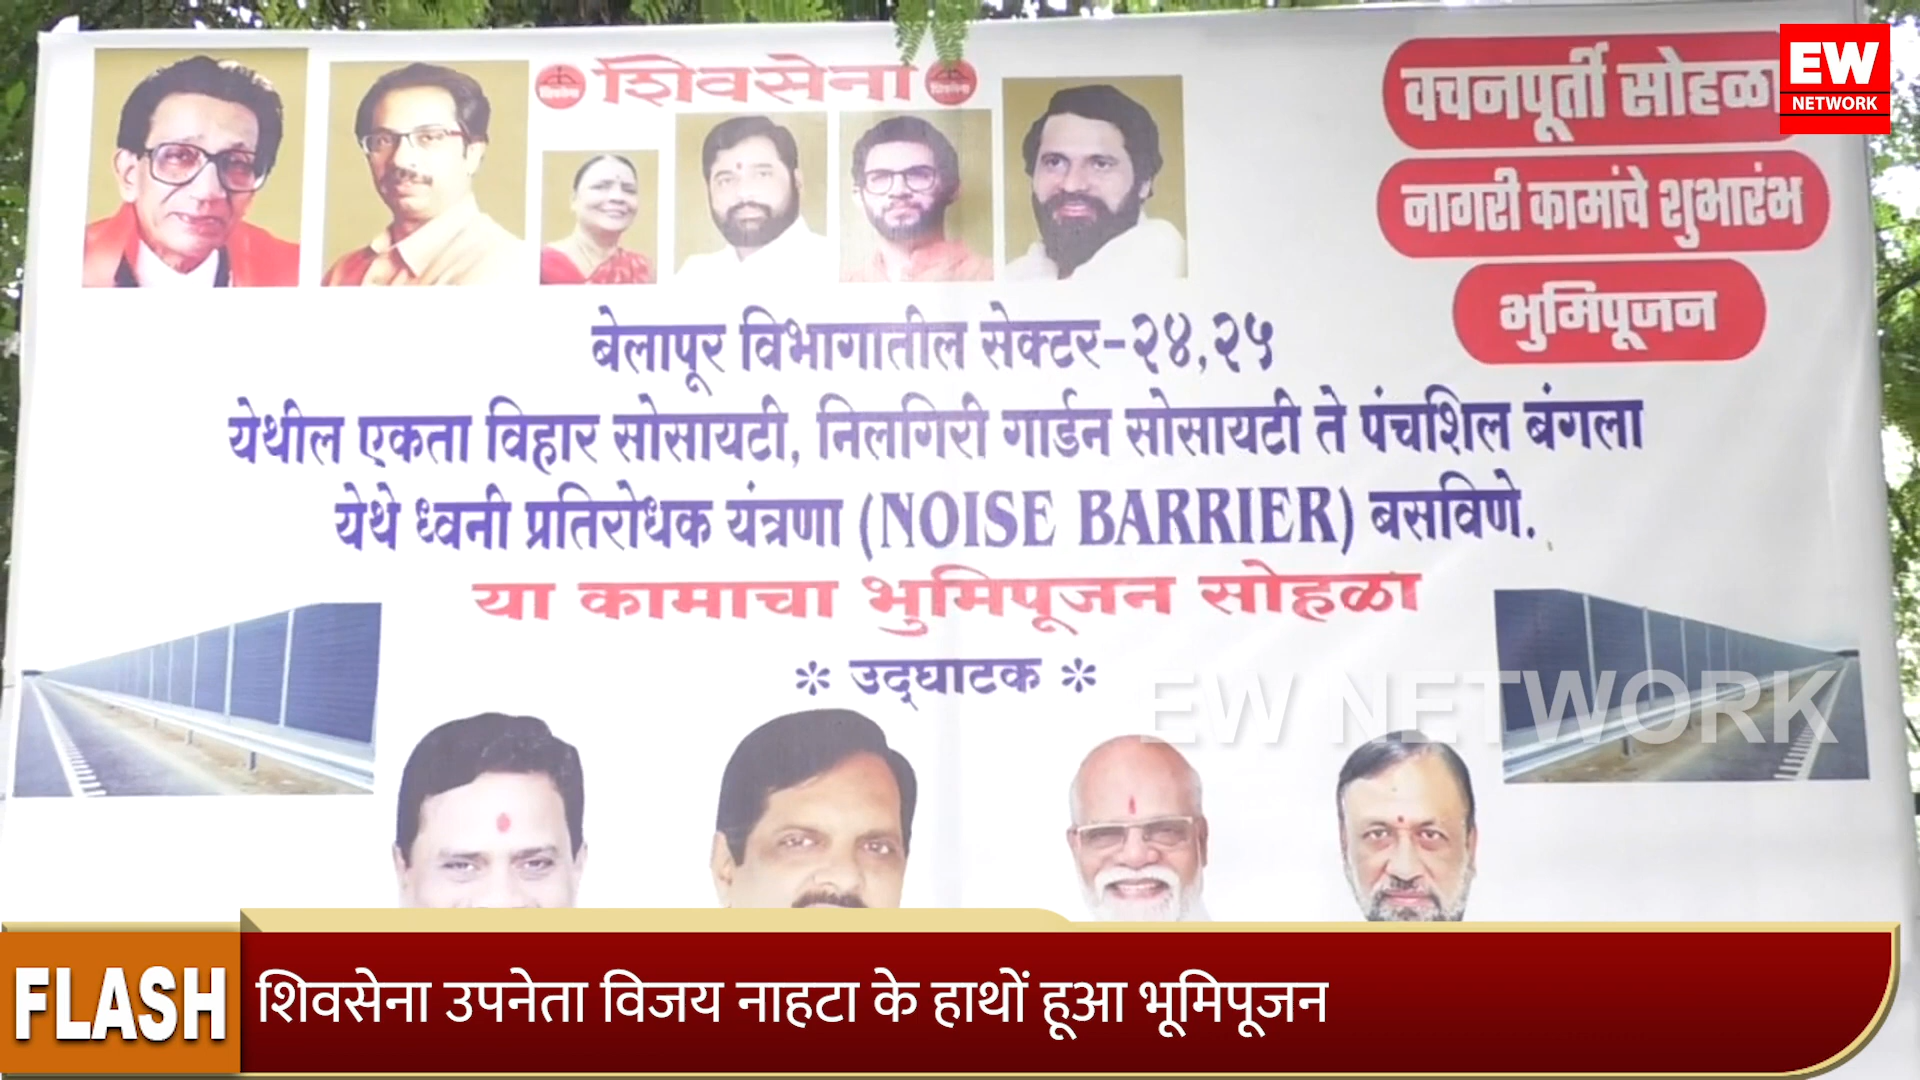 शिवसेना
वचनपूर्ती सोहळा
नागरी कामांचे शुभारंभ
भुमिपूजन
EW
NETWORK
बेलापूर विभागातील सेक्टर-२४,२५
येथील एकता विहार सोसायटी, निलगिरी गार्डन सोसायटी ते पंचशिल बंगला
येथे ध्वनी प्रतिरोधक यंत्रणा (NOISE BARRIER) बसविणे.
या कामाचा भुमिपूजन सोहळा
* उद्घाटक *
EW NETWORK
FLASH
शिवसेना उपनेता विजय नाहटा के हाथों हूआ भूमिपूजन